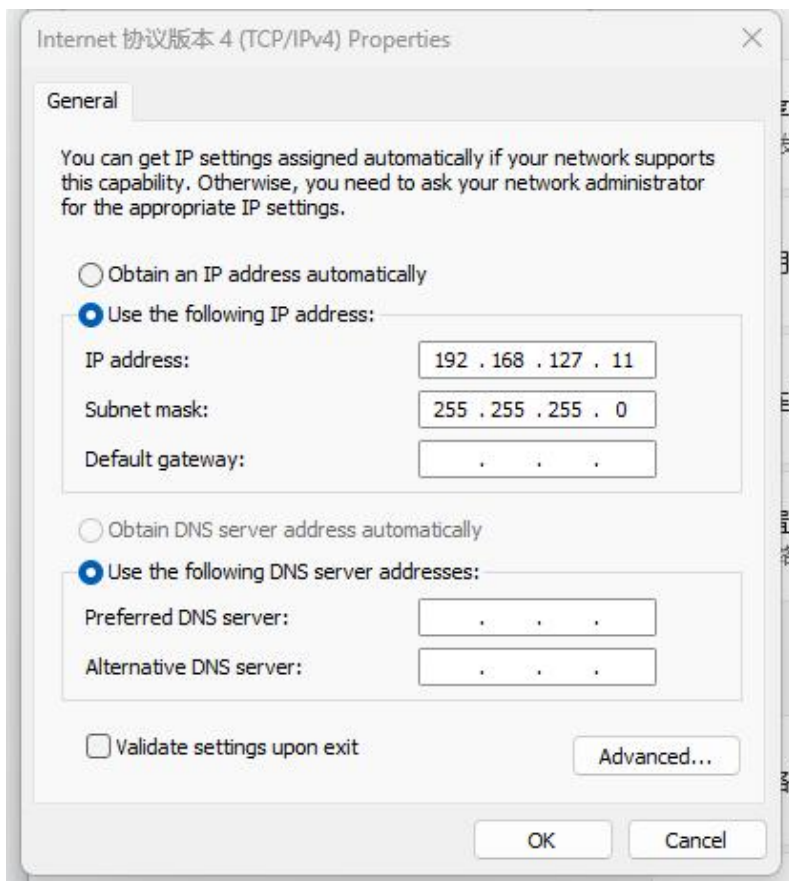 Internet 协议版本 4 (TCP/IPv4) Properties
General
You can get IP settings assigned automatically if your network supports
this capability. Otherwise, you need to ask your network administrator
for the appropriate IP settings.
Obtain an IP address automatically
Use the following IP address:
IP address: 192 . 168 . 127 . 11
Subnet mask: 255 . 255 . 255 . 0
Default gateway: . . .
Obtain DNS server address automatically
Use the following DNS server addresses:
Preferred DNS server: . . .
Alternative DNS server: . . .
Validate settings upon exit
Advanced...
OK Cancel